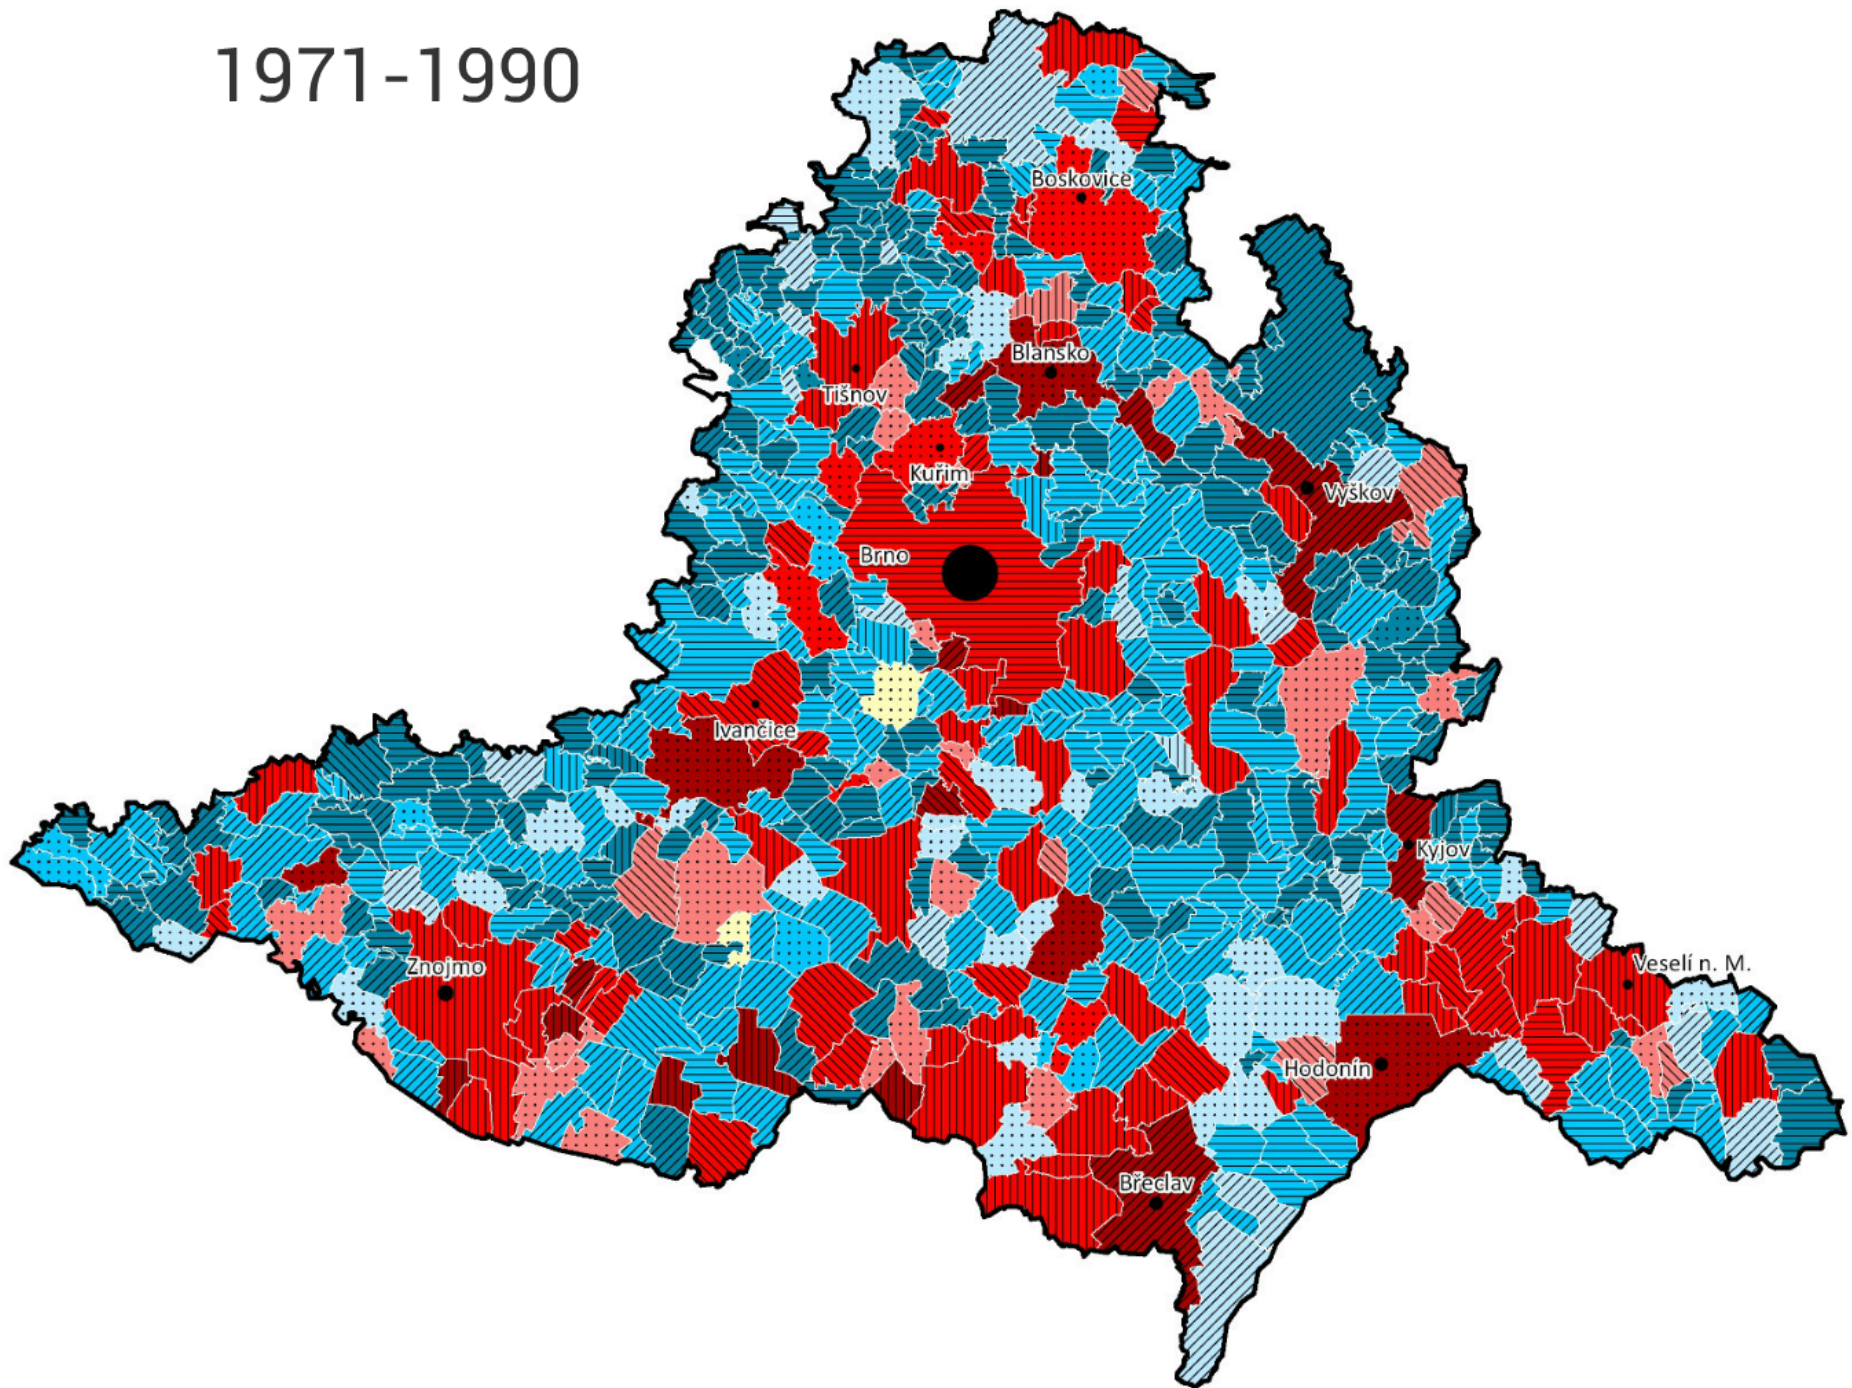 1971-1990
Boskovice
Blansko
Tišnov
Kuřim
Vyškov
Brno
Ivančice
Kyjov
Znojmo
Veselí n. M.
Hodonín
Břeclav